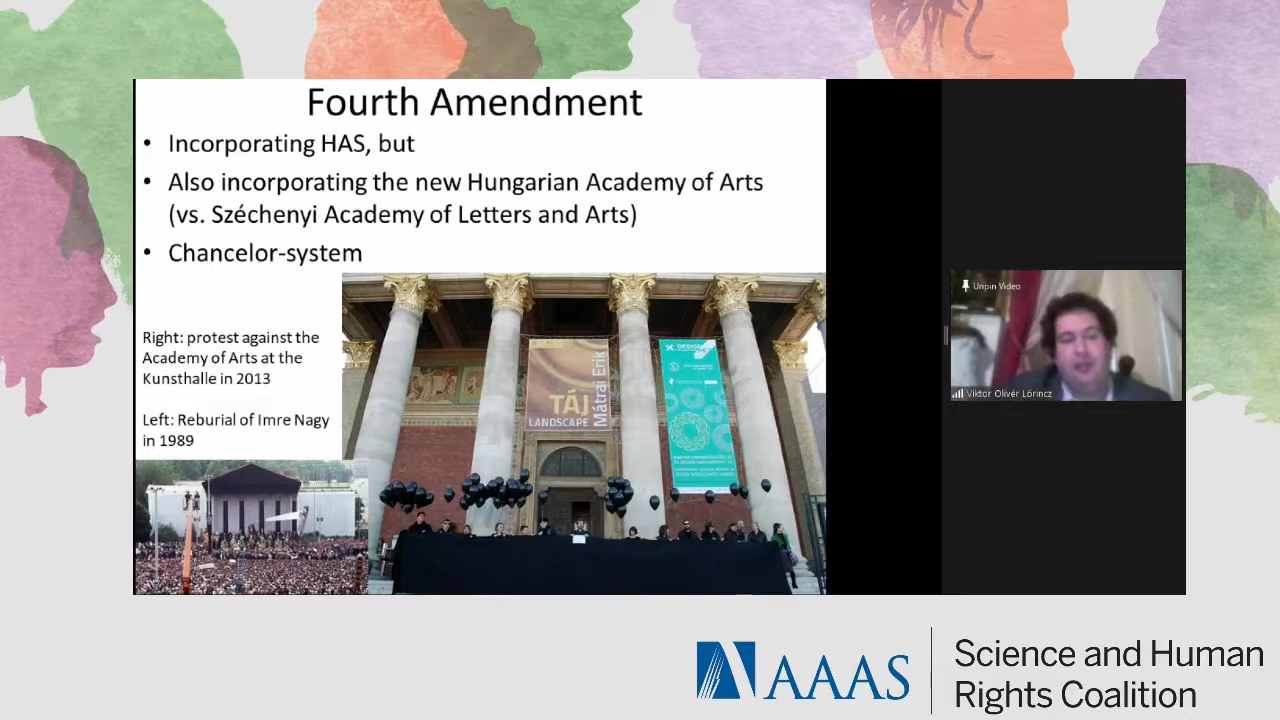 Fourth Amendment
• Incorporating HAS, but
• Also incorporating the new Hungarian Academy of Arts
(vs. Széchenyi Academy of Letters and Arts)
• Chancelor-system
Right: protest against the
Academy of Arts at the
Kunsthalle in 2013
Left: Reburial of Imre Nagy
in 1989
TÁJ
LANDSCAPE
Mátrai Erik
DESIGN
Unpin Video
Viktor Olivér Lőrincz
AAAS
Science and Human
Rights Coalition